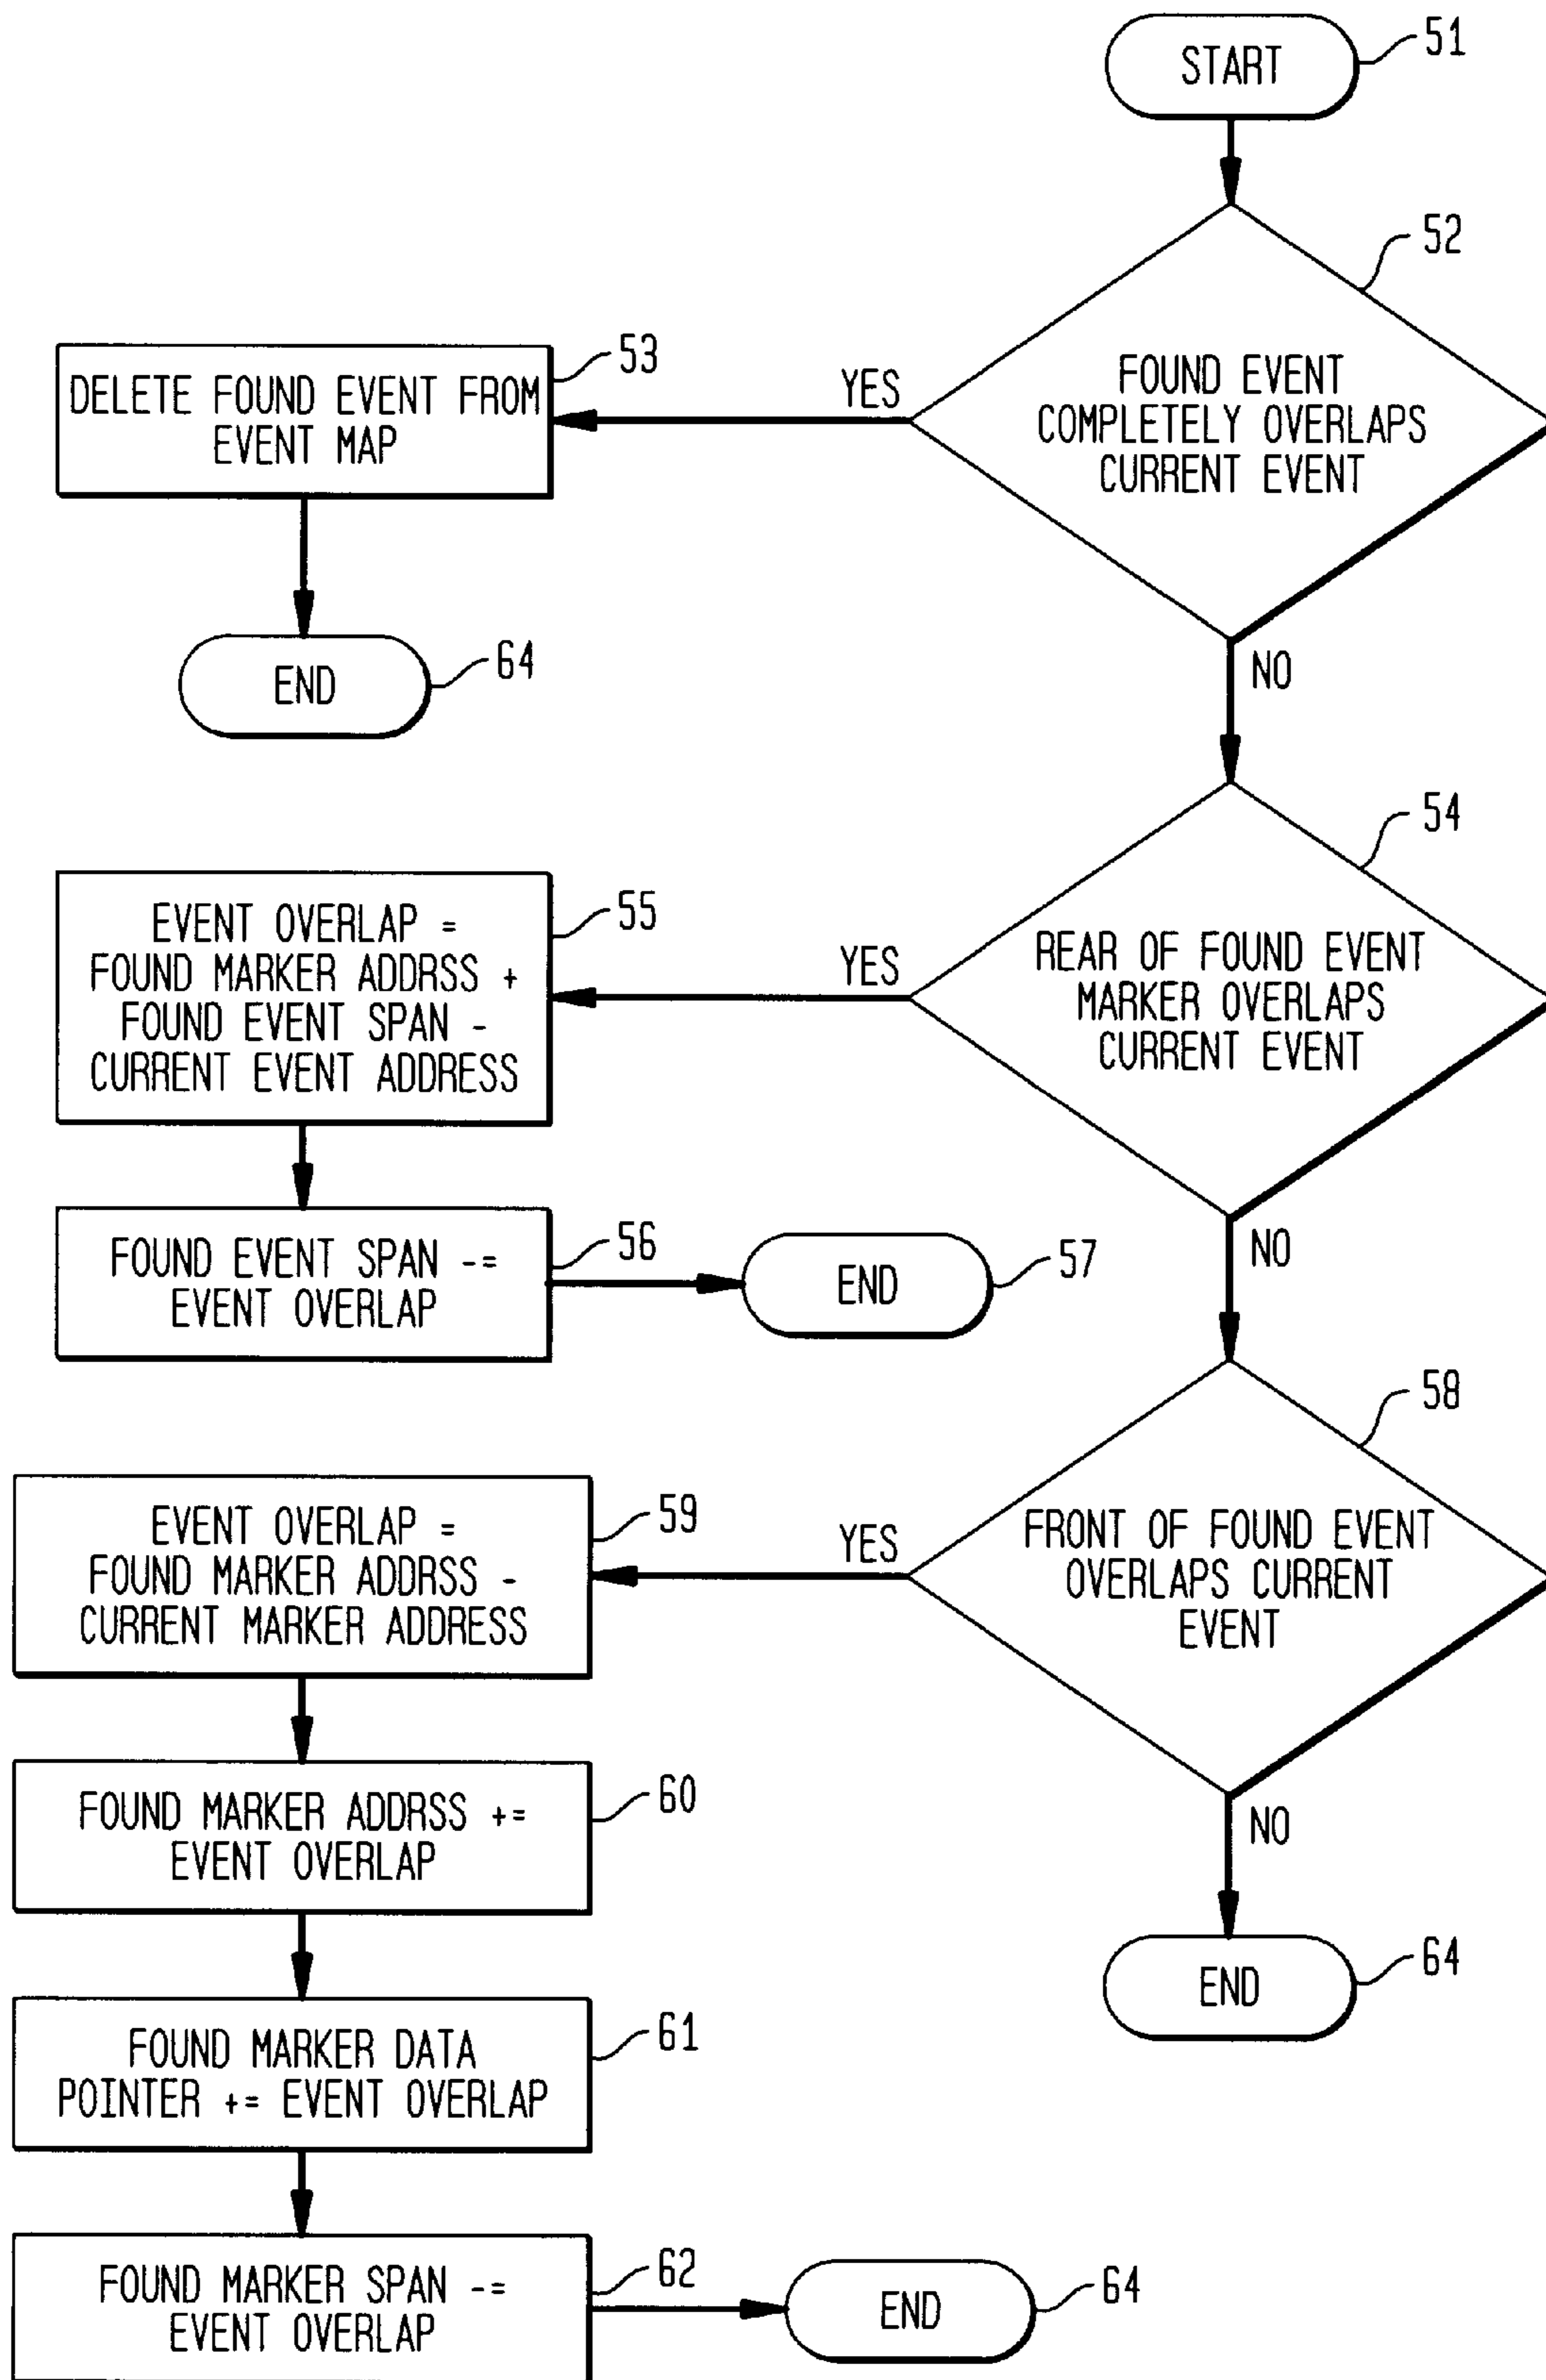 START
51
52
FOUND EVENT
COMPLETELY OVERLAPS
CURRENT EVENT
YES
53
DELETE FOUND EVENT FROM
EVENT MAP
END
64
NO
54
REAR OF FOUND EVENT
MARKER OVERLAPS
CURRENT EVENT
YES
55
EVENT OVERLAP =
FOUND MARKER ADDRSS +
FOUND EVENT SPAN -
CURRENT EVENT ADDRESS
56
FOUND EVENT SPAN -=
EVENT OVERLAP
END
57
NO
58
FRONT OF FOUND EVENT
OVERLAPS CURRENT
EVENT
YES
59
EVENT OVERLAP =
FOUND MARKER ADDRSS -
CURRENT MARKER ADDRESS
60
FOUND MARKER ADDRSS +=
EVENT OVERLAP
NO
END
64
61
FOUND MARKER DATA
POINTER += EVENT OVERLAP
62
FOUND MARKER SPAN -=
EVENT OVERLAP
END
64